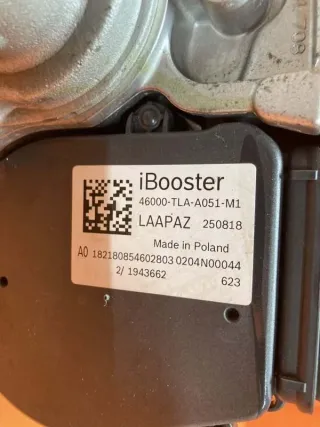 iBooster
46000-TLA-A051-M1
LAAPAZ 250818
Made in Poland
A0 182180854602803 0204N00044
2/ 1943662 623